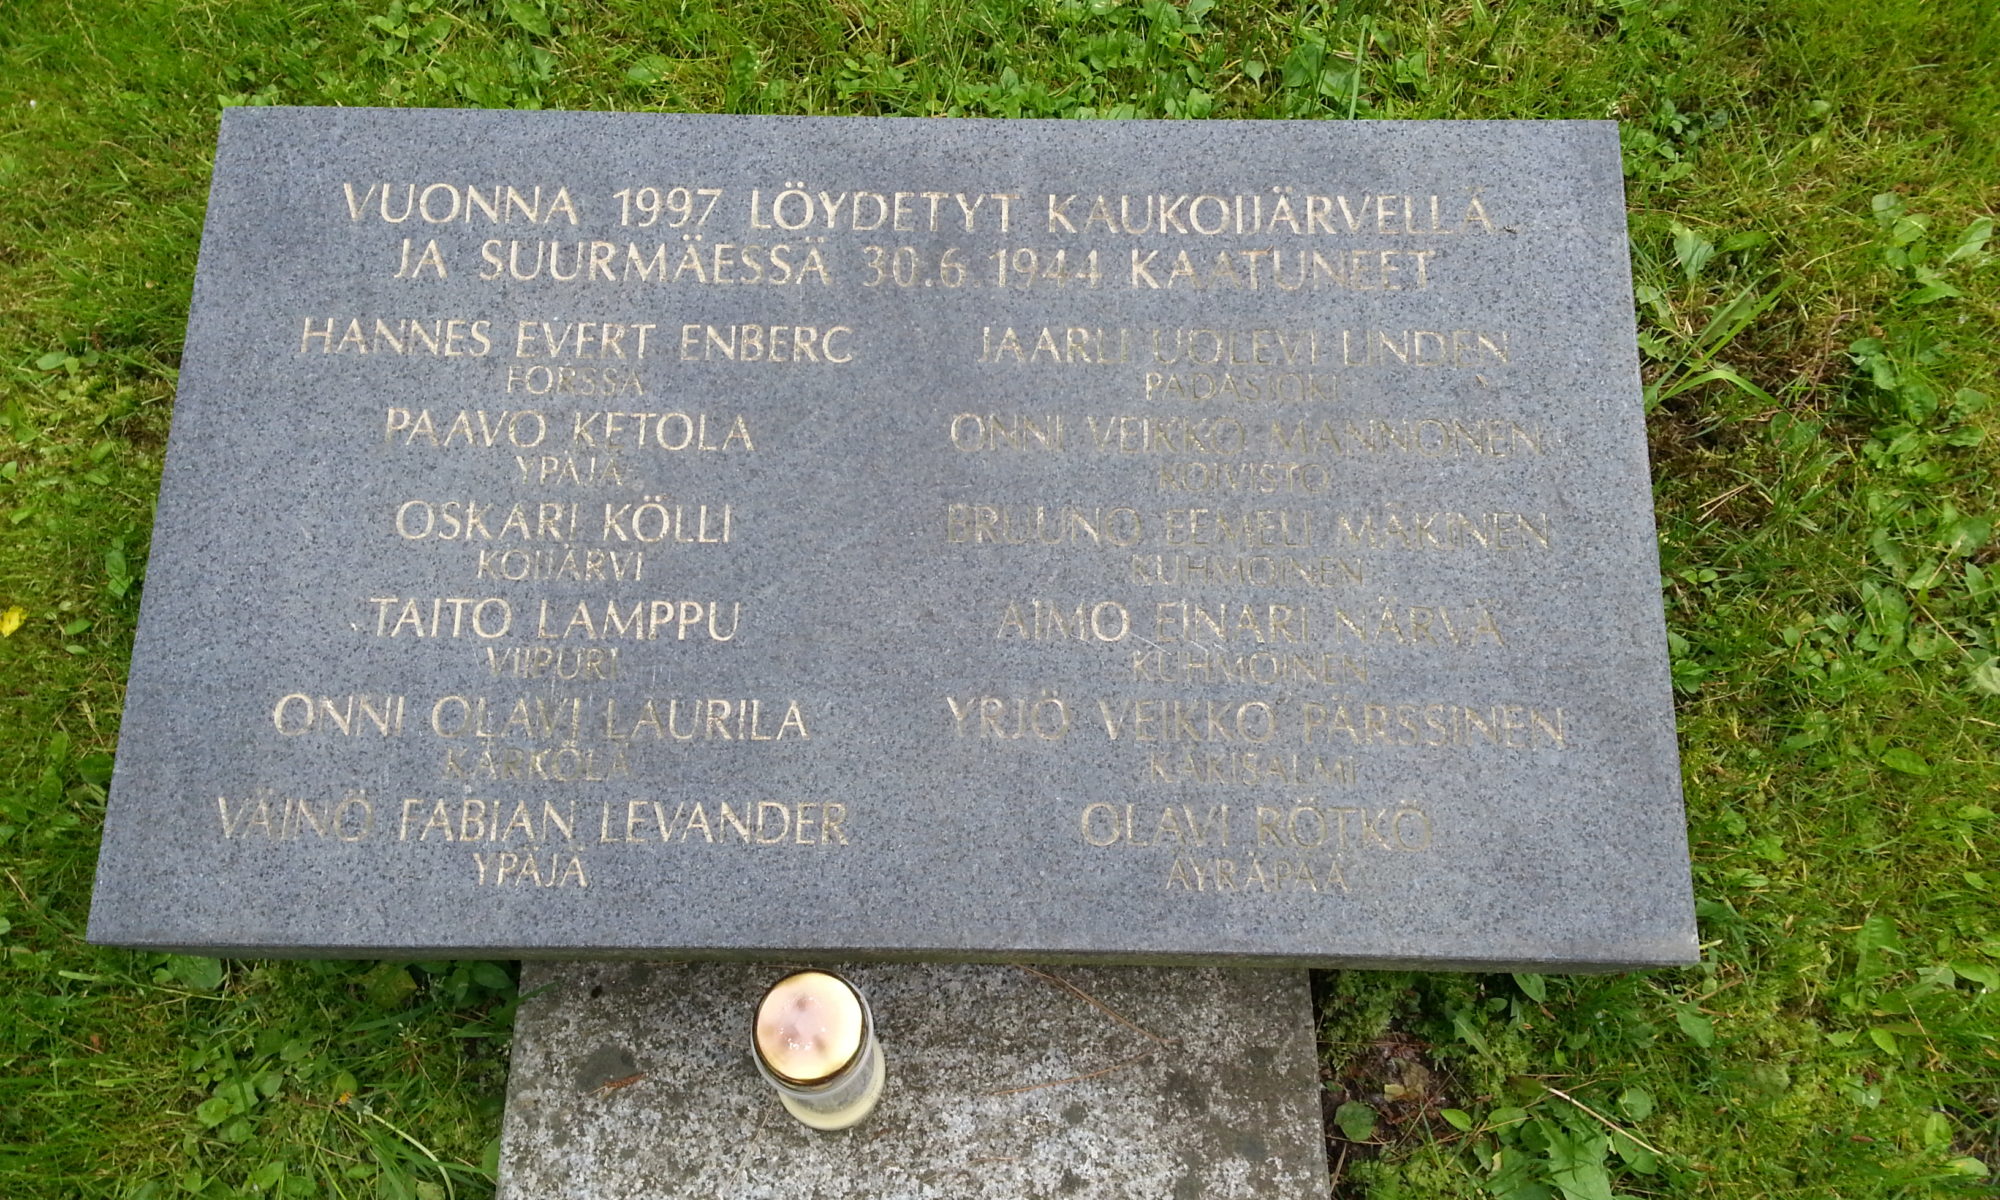 VUONNA 1997 LÖYDETYT KAUKOIJÄRVELLÄ
JA SUURMÄESSÄ 30.6.1944 KAATUNEET
HANNES EVERT ENBERG
FORSSA
PAAVO KETOLA
YPÄJÄ
OSKARI KÖLLI
KOIJÄRVI
TAITO LAMPPU
VIIPURI
ONNI OLAVI LAURILA
KÄRKÖLÄ
VÄINÖ FABIAN LEVANDER
YPÄJÄ
JAARLI UOLEVI LINDEN
PADASJOKI
ONNI VEIKKO MANNONEN
KOIVISTO
BRUUNO EEMELI MÄKINEN
KUHMOINEN
AIMO EINARI NÄRVÄ
KUHMOINEN
YRJÖ VEIKKO PÄRSSINEN
KÄKISALMI
OLAVI RÖTKÖ
ÄYRÄPÄÄ